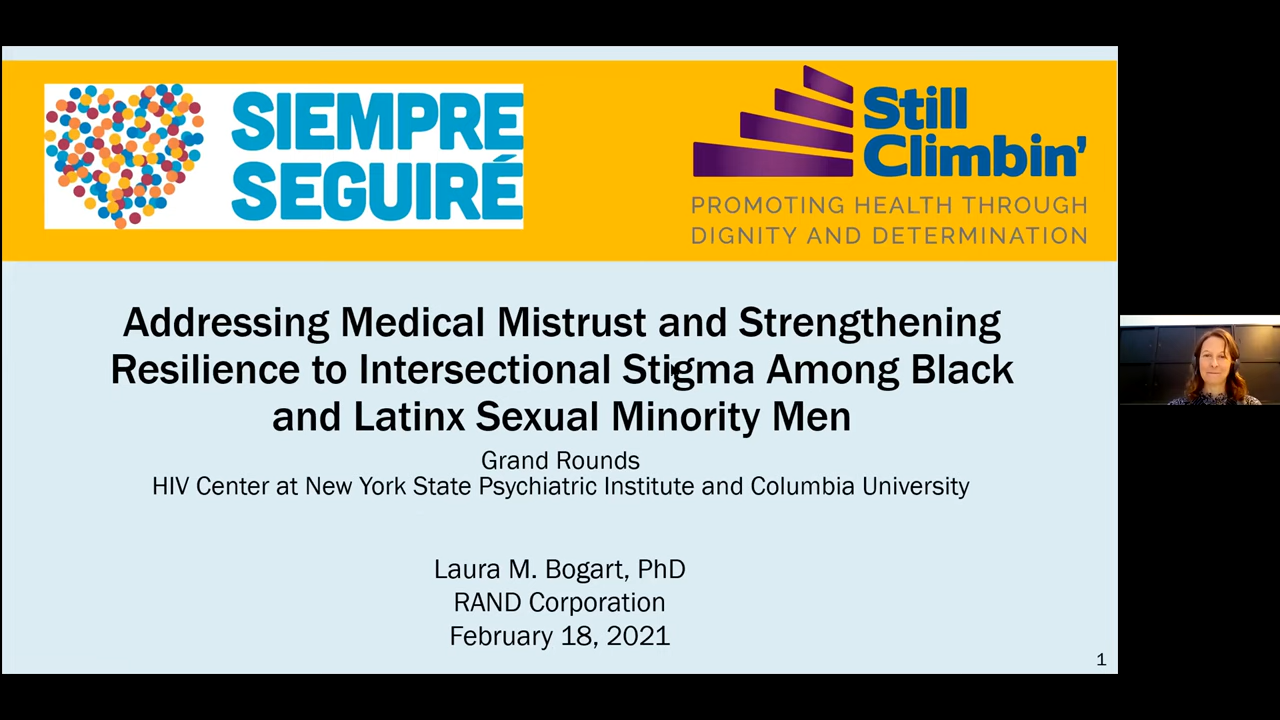 SIEMPRE
SEGUIRÉ
Still
Climbin’
PROMOTING HEALTH THROUGH
DIGNITY AND DETERMINATION
Addressing Medical Mistrust and Strengthening
Resilience to Intersectional Stigma Among Black
and Latinx Sexual Minority Men
Grand Rounds
HIV Center at New York State Psychiatric Institute and Columbia University
Laura M. Bogart, PhD
RAND Corporation
February 18, 2021
1